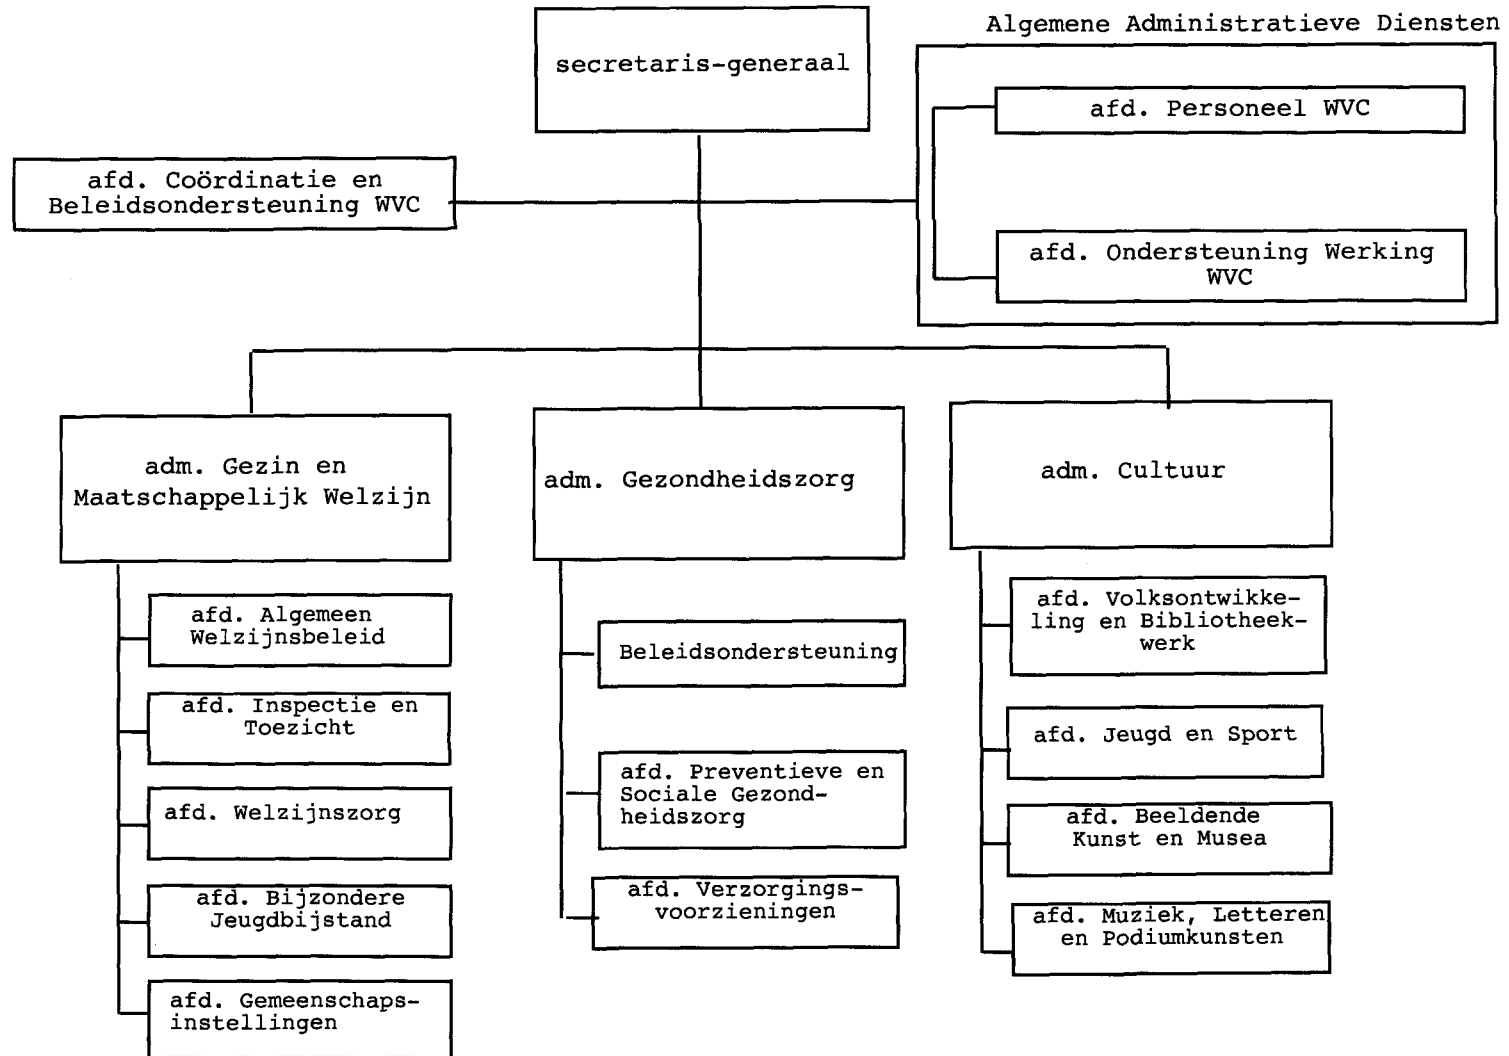 Algemene Administratieve Diensten
secretaris-generaal
afd. Personeel WVC
afd. Coördinatie en
Beleidsondersteuning WVC
afd. Ondersteuning Werking
WVC
adm. Gezin en
Maatschappelijk Welzijn
adm. Gezondheidszorg
adm. Cultuur
afd. Algemeen
Welzijnsbeleid
afd. Inspectie en
Toezicht
afd. Welzijnszorg
afd. Bijzondere
Jeugdbijstand
afd. Gemeenschaps-
instellingen
Beleidsondersteuning
afd. Preventieve en
Sociale Gezond-
heidszorg
afd. Verzorgings-
voorzieningen
afd. Volksontwikke-
ling en Bibliotheek-
werk
afd. Jeugd en Sport
afd. Beeldende
Kunst en Musea
afd. Muziek, Letteren
en Podiumkunsten